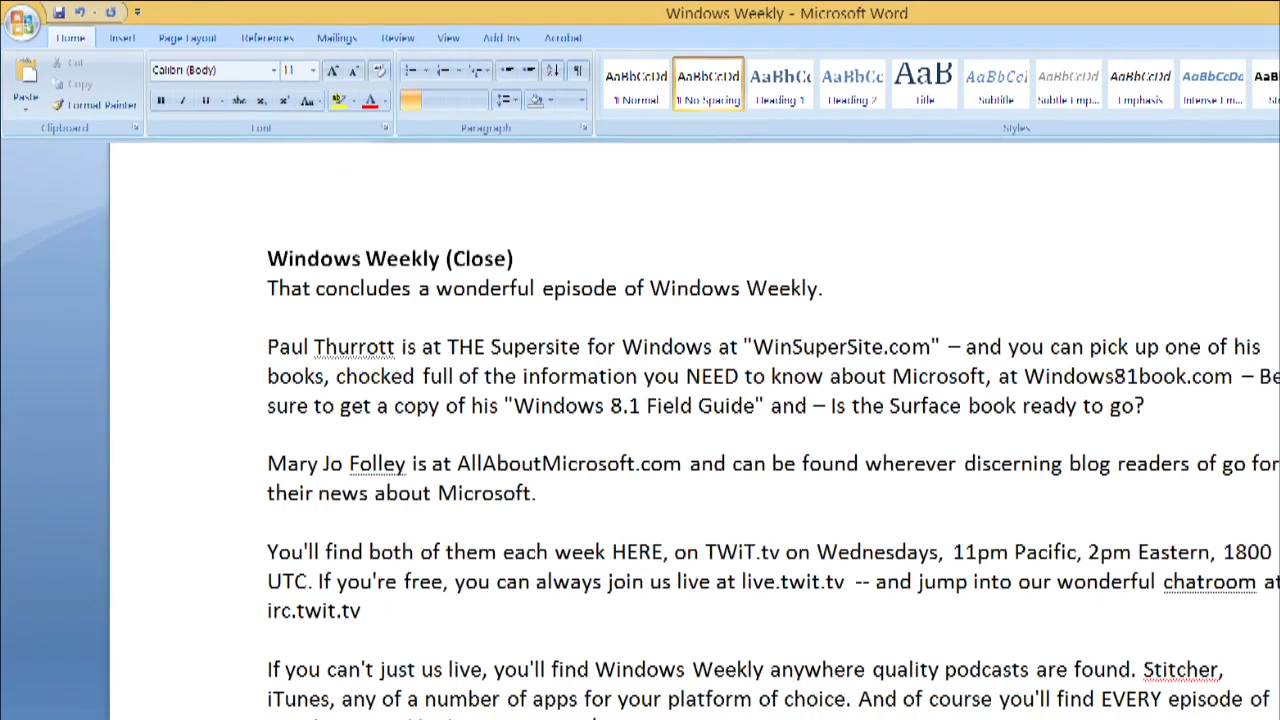 Windows Weekly - Microsoft Word
Home Insert Page Layout References Mailings Review View Add Ins Acrobat
Paste
Cut
Copy
Format Painter
Clipboard
Calibri (Body) 11
Font
Paragraph
AaBbCcDd AaBbCcDd AaBbCc AaBbCc AaB AaBbCcI AaBbCcDd AaBbCcDd AaBbCcDd
¶ Normal ¶ No Spacing Heading 1 Heading 2 Title Subtitle Subtle Emp... Emphasis Intense Em...
Styles
Windows Weekly (Close)
That concludes a wonderful episode of Windows Weekly.
Paul Thurrott is at THE Supersite for Windows at "WinSuperSite.com" – and you can pick up one of his
books, chocked full of the information you NEED to know about Microsoft, at Windows81book.com – Be
sure to get a copy of his "Windows 8.1 Field Guide" and – Is the Surface book ready to go?
Mary Jo Folley is at AllAboutMicrosoft.com and can be found wherever discerning blog readers of go for
their news about Microsoft.
You'll find both of them each week HERE, on TWiT.tv on Wednesdays, 11pm Pacific, 2pm Eastern, 1800
UTC. If you're free, you can always join us live at live.twit.tv -- and jump into our wonderful chatroom at
irc.twit.tv
If you can't just us live, you'll find Windows Weekly anywhere quality podcasts are found. Stitcher,
iTunes, any of a number of apps for your platform of choice. And of course you'll find EVERY episode of